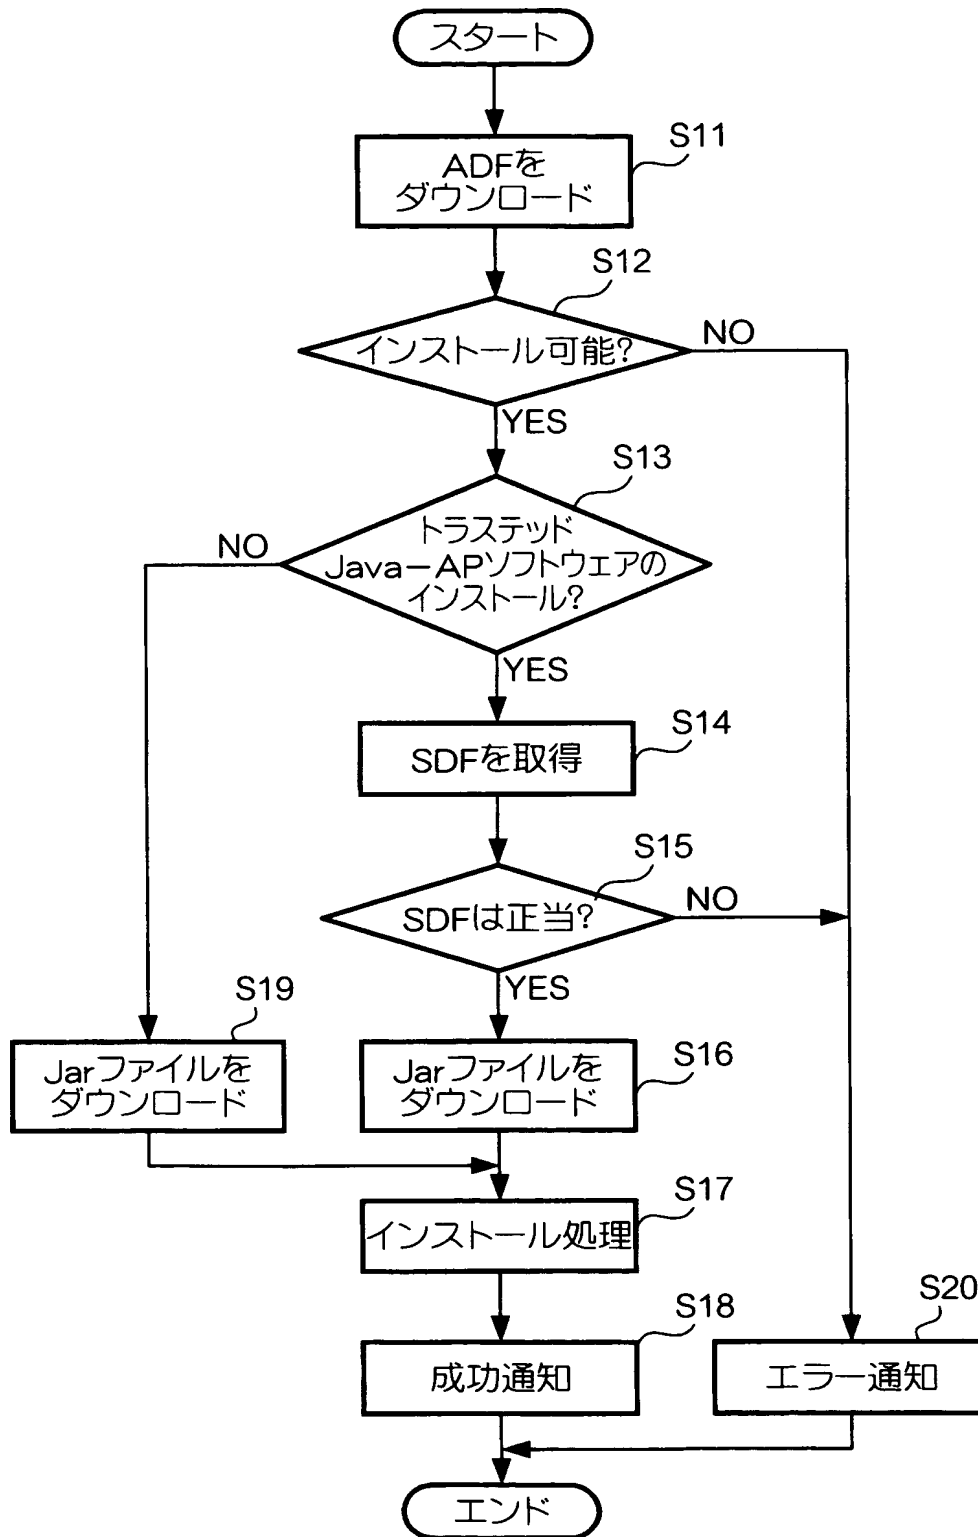 スタート
S11
ADFを
ダウンロード
S12
インストール可能?
NO
YES
S13
トラステッド
Java-APソフトウェアの
インストール?
NO
YES
S14
SDFを取得
S15
SDFは正当?
NO
YES
S19
Jarファイルを
ダウンロード
S16
Jarファイルを
ダウンロード
S17
インストール処理
S18
成功通知
S20
エラー通知
エンド